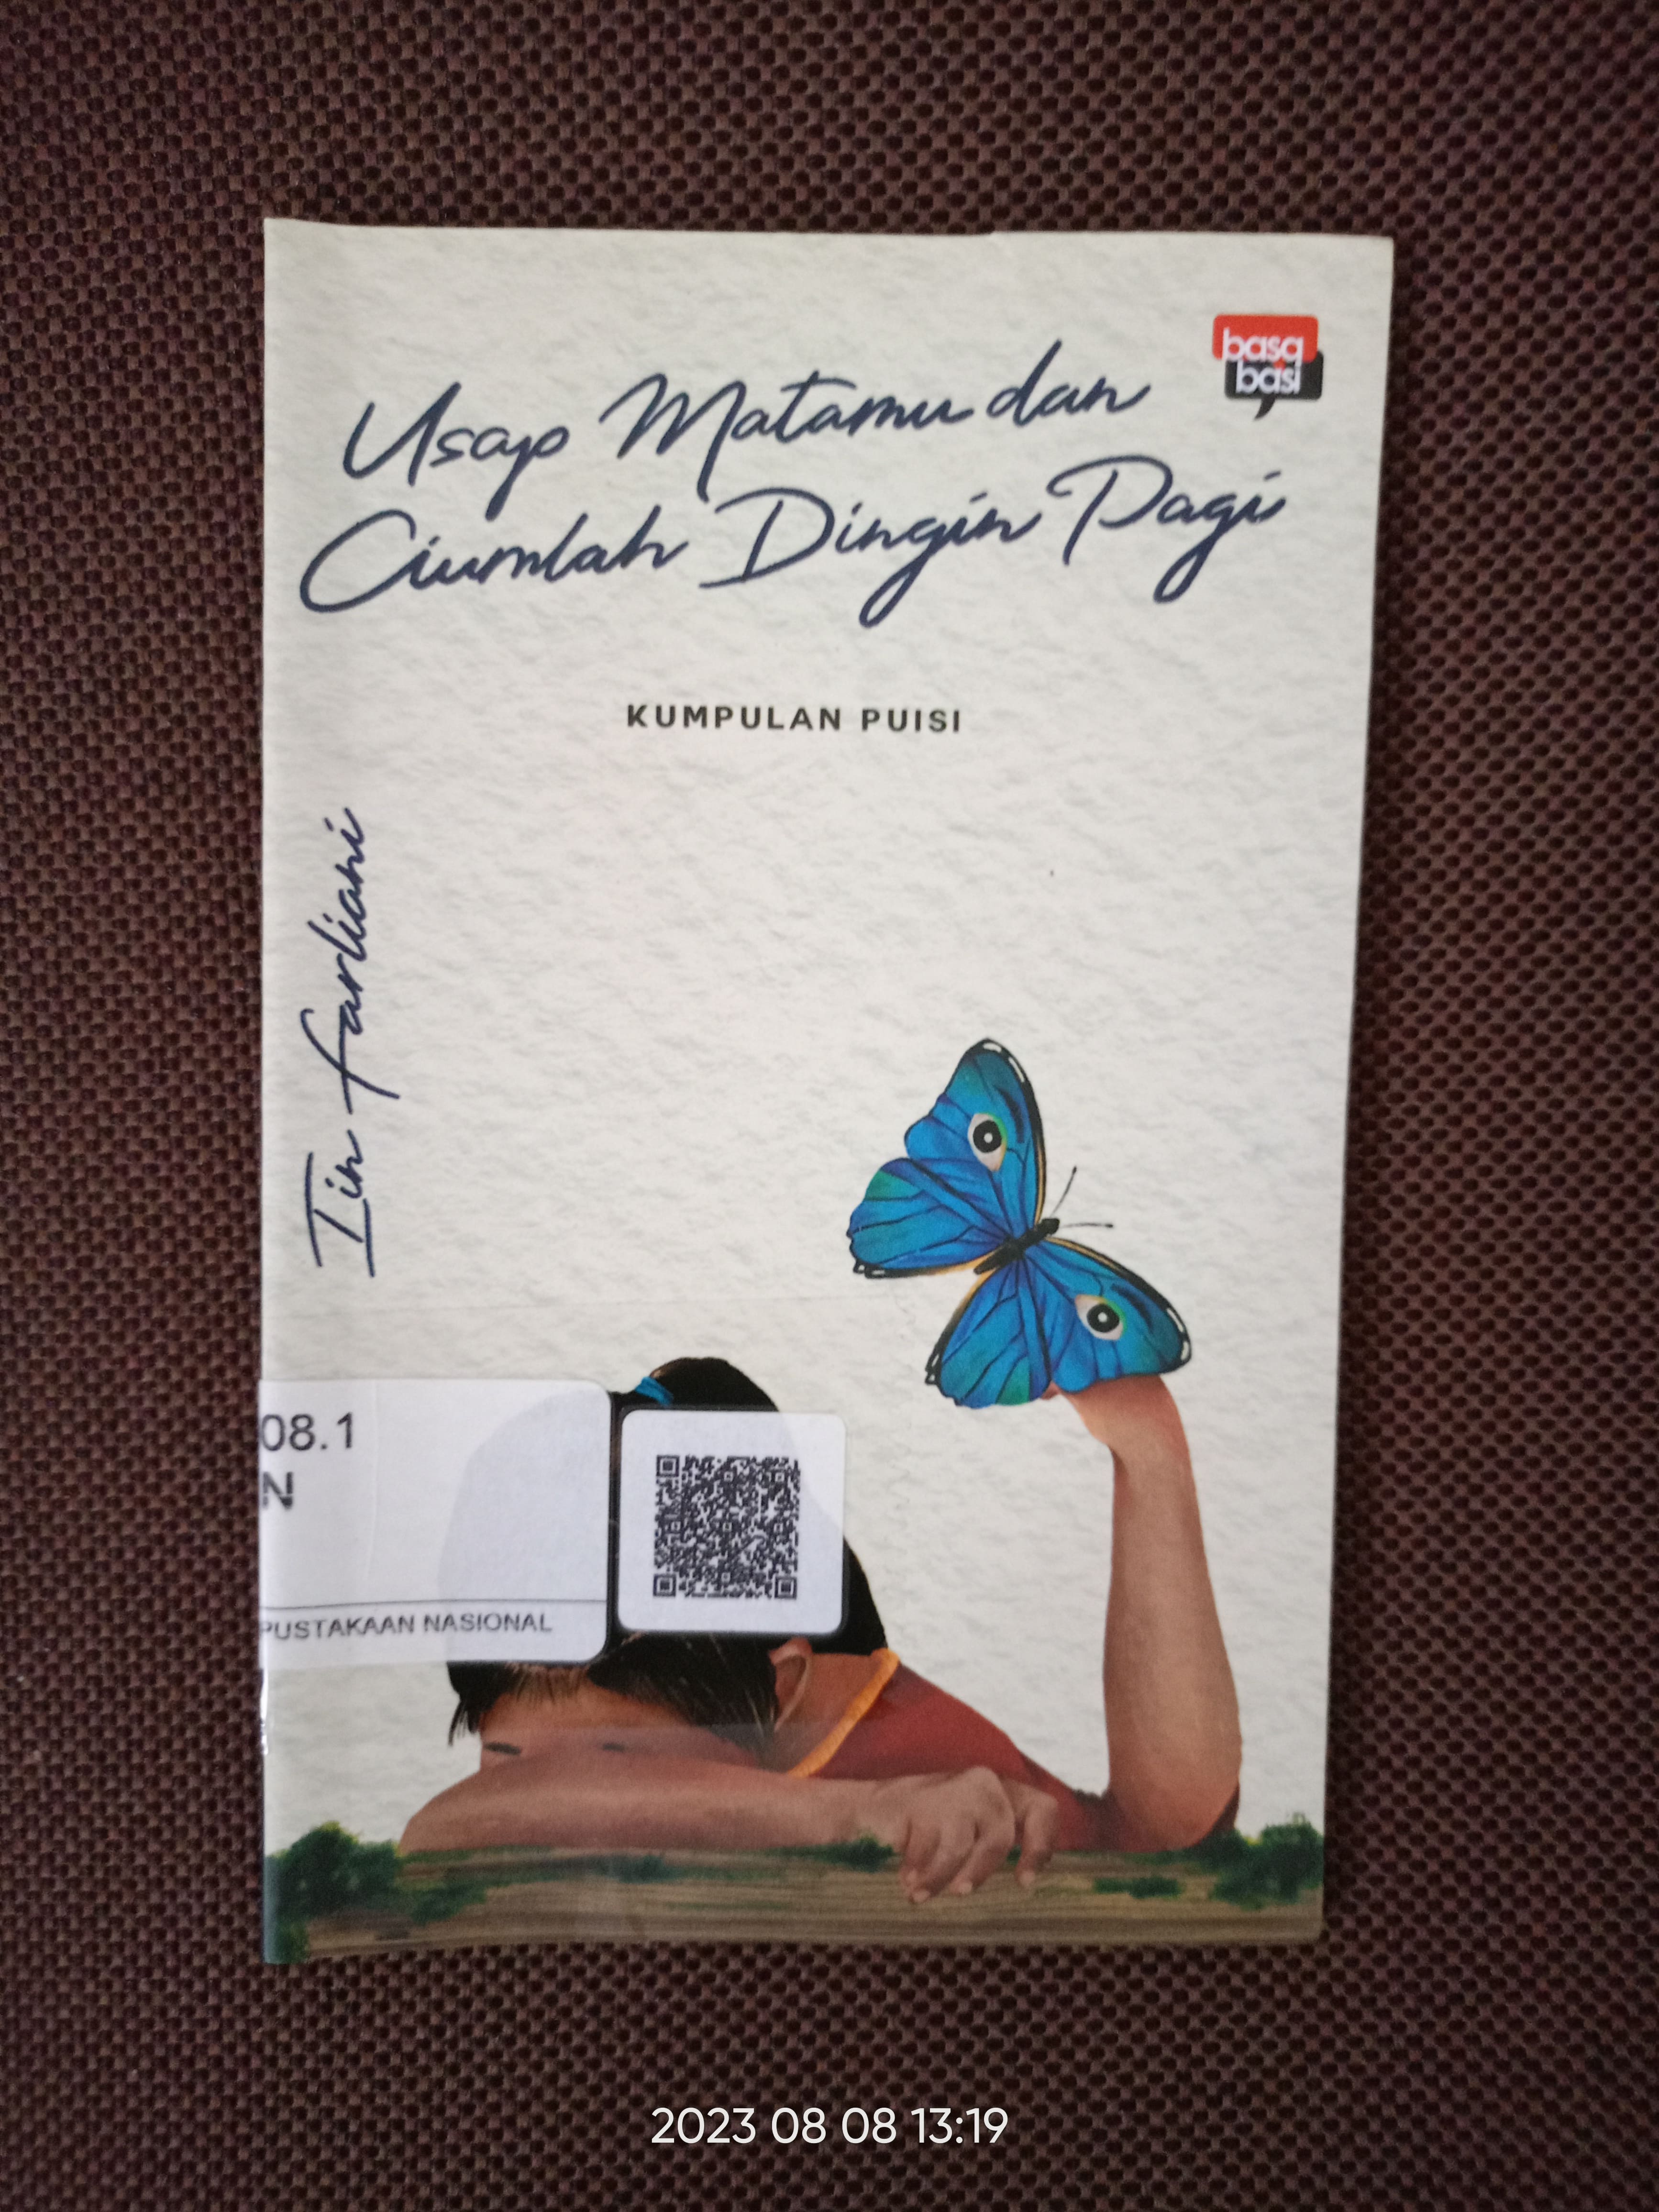 basa
basi
Usap Matamu dan
Ciumlah Dingin Pagi
KUMPULAN PUISI
Iin Farliani
08.1
N
PUSTAKAAN NASIONAL
2023 08 08 13:19